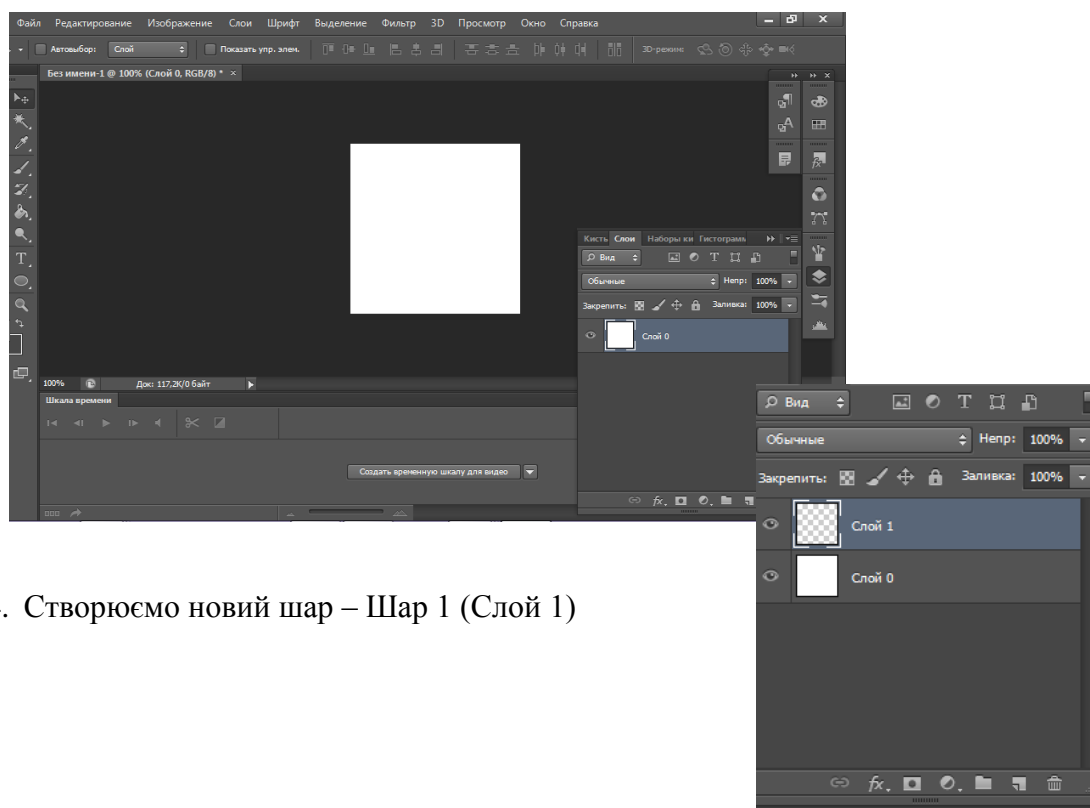 Файл Редактирование Изображение Слои Шрифт Выделение Фильтр 3D Просмотр Окно Справка
Автовыбор: Слой Показать упр. элем. 3D-режим:
Без имени-1 @ 100% (Слой 0, RGB/8) * ×
Кисть Слои Наборы ки Гистограмм
Вид
Обычные Непр: 100%
Закрепить: Заливка: 100%
Слой 0
100% Док: 117,2K/0 байт
Шкала времени
Создать временную шкалу для видео
Вид
Обычные Непр: 100%
Закрепить: Заливка: 100%
Слой 1
Слой 0
. Створюємо новий шар – Шар 1 (Слой 1)